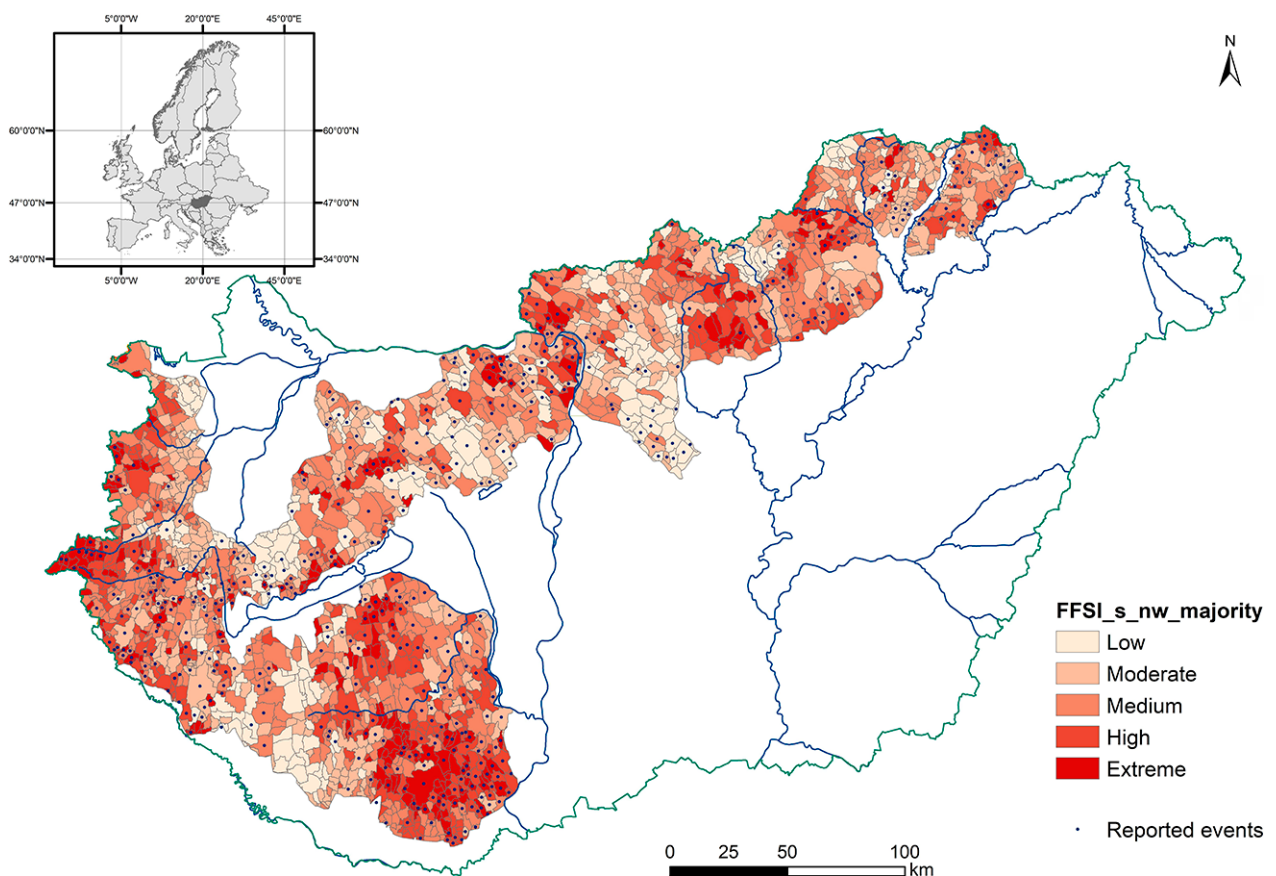 5°0'0"W 20°0'0"E 45°0'0"E
60°0'0"N 60°0'0"N
47°0'0"N 47°0'0"N
34°0'0"N 34°0'0"N
5°0'0"W 20°0'0"E 45°0'0"E
N
FFSI_s_nw_majority
Low
Moderate
Medium
High
Extreme
Reported events
0 25 50 100
km